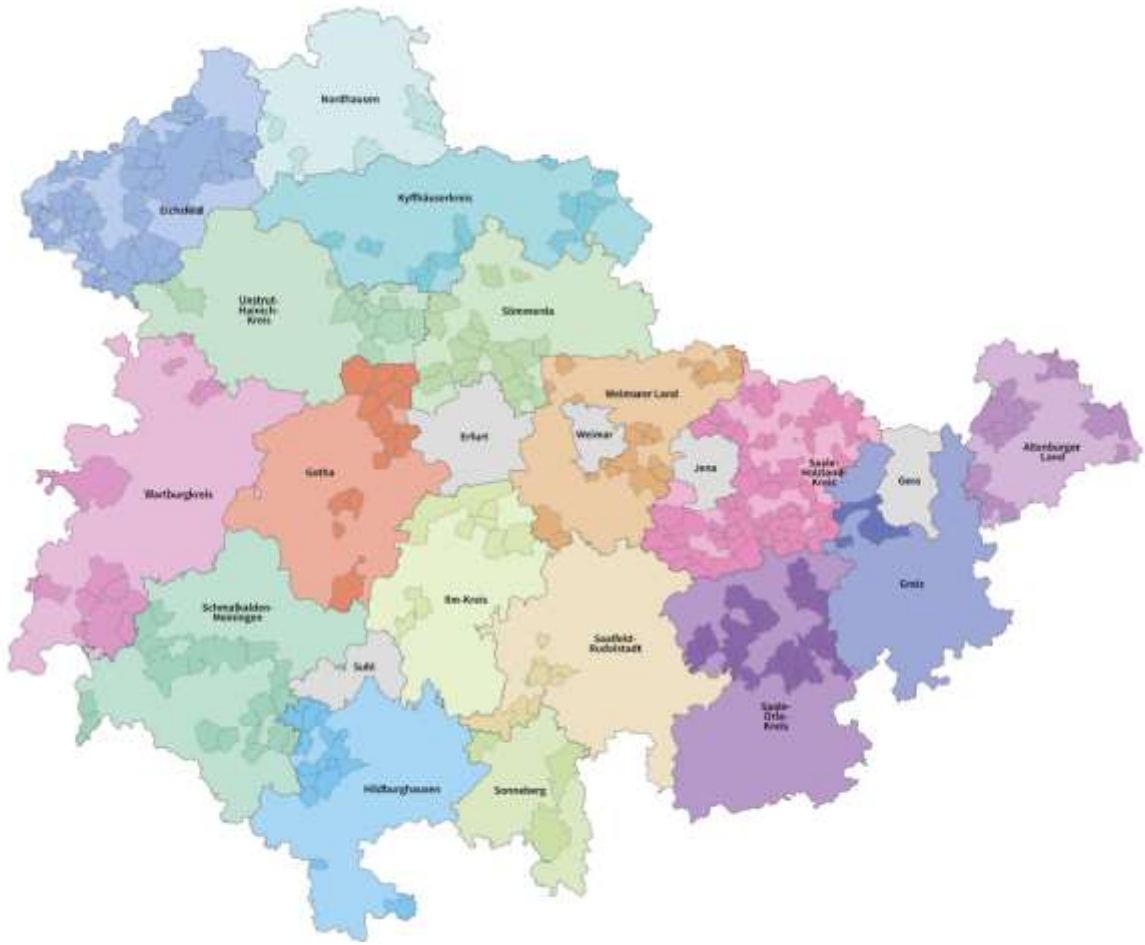 Nordhausen
Eichsfeld
Kyffhäuserkreis
Unstrut-
Hainich-
Kreis
Sömmerda
Weimarer Land
Erfurt
Weimar
Jena
Saale-
Holzland-
Kreis
Gera
Altenburger
Land
Gotha
Wartburgkreis
Greiz
Schmalkalden-
Meiningen
Ilm-Kreis
Saalfeld-
Rudolstadt
Suhl
Saale-
Orla-
Kreis
Hildburghausen
Sonneberg